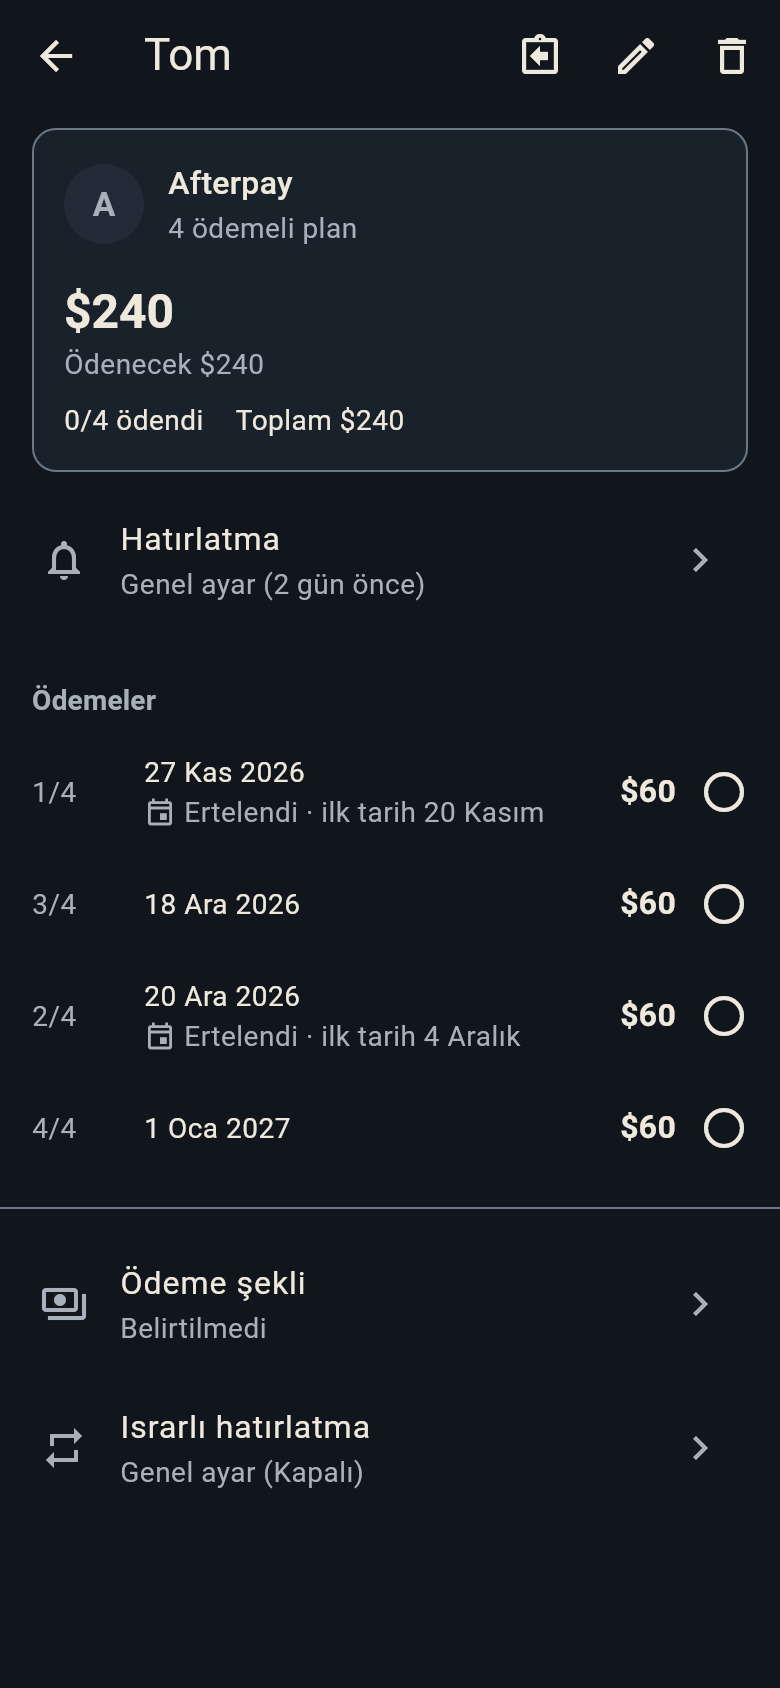 Tom
A
Afterpay
4 ödemeli plan
$240
Ödenecek $240
0/4 ödendi Toplam $240
Hatırlatma
Genel ayar (2 gün önce)
Ödemeler
1/4 27 Kas 2026 $60
Ertelendi · ilk tarih 20 Kasım
3/4 18 Ara 2026 $60
2/4 20 Ara 2026 $60
Ertelendi · ilk tarih 4 Aralık
4/4 1 Oca 2027 $60
Ödeme şekli
Belirtilmedi
Israrlı hatırlatma
Genel ayar (Kapalı)